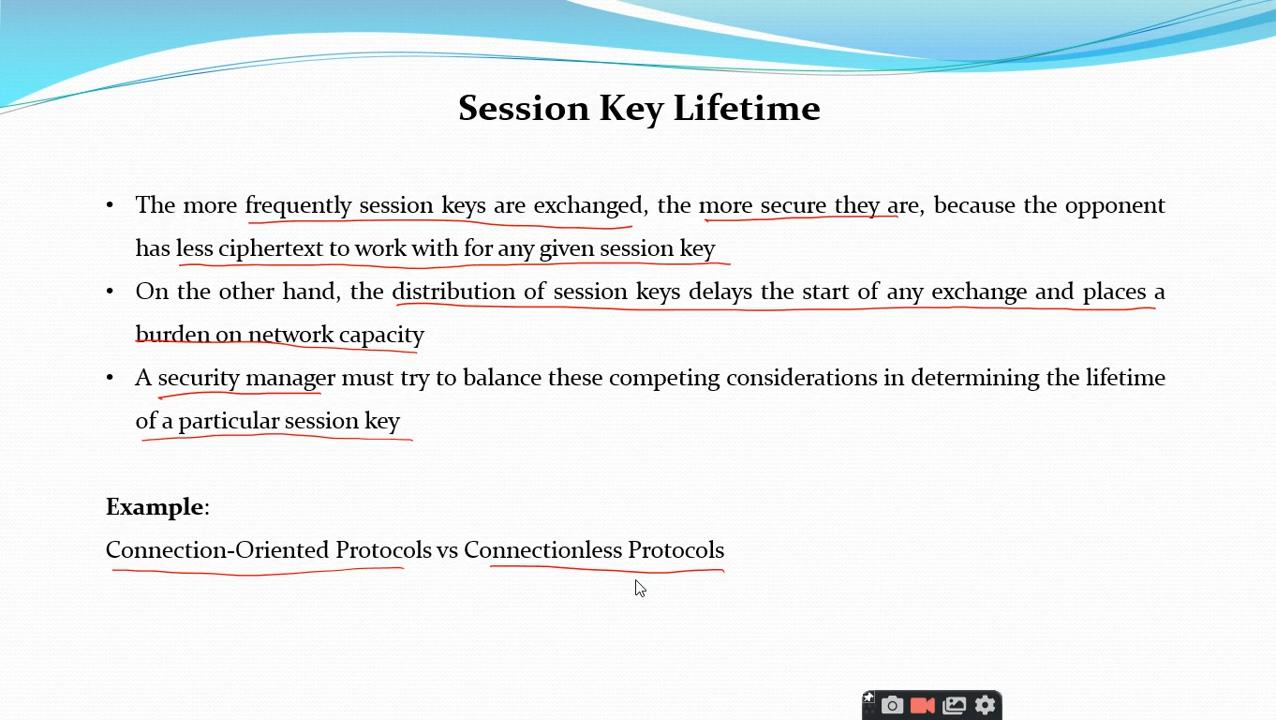 Session Key Lifetime
• The more frequently session keys are exchanged, the more secure they are, because the opponent
has less ciphertext to work with for any given session key
• On the other hand, the distribution of session keys delays the start of any exchange and places a
burden on network capacity
• A security manager must try to balance these competing considerations in determining the lifetime
of a particular session key
Example:
Connection-Oriented Protocols vs Connectionless Protocols